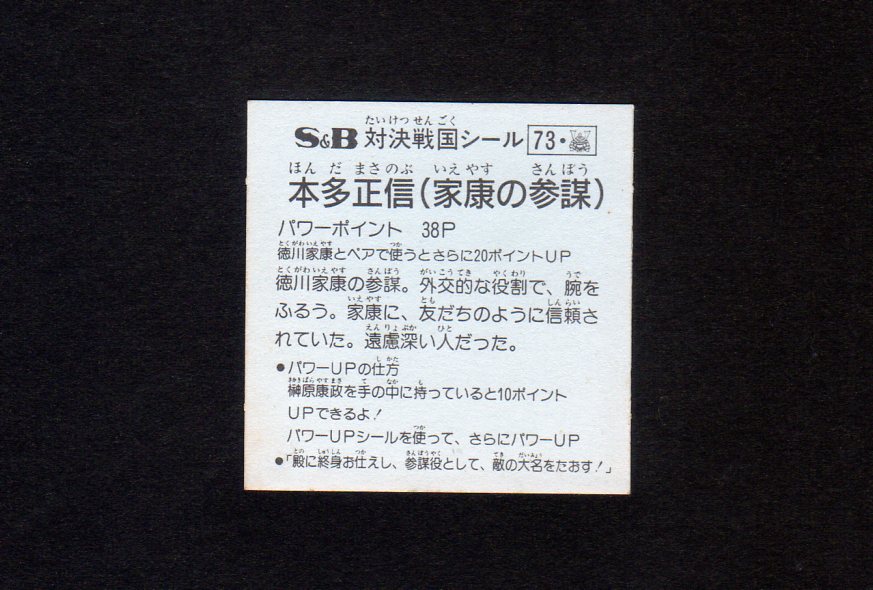 たいけつせんごく
S&B 対決戦国シール 73・
ほんだまさのぶ いえやす さんぼう
本多正信(家康の参謀)
パワーポイント 38P
とくがわいえやす つか
徳川家康とペアで使うとさらに20ポイントUP
とくがわいえやす さんぼう がいこうてき やくわり うで
徳川家康の参謀。外交的な役割で、腕を
いえやす とも しんらい
ふるう。家康に、友だちのように信頼さ
えんりょぶか ひと
れていた。遠慮深い人だった。
しかた
●パワーUPの仕方
さかきばらやすまさ て なか も
榊原康政を手の中に持っていると10ポイント
UPできるよ!
つか
パワーUPシールを使って、さらにパワーUP
との しゅうしん つか さんぼうやく てき だいみょう
●「殿に終身お仕えし、参謀役として、敵の大名をたおす!」